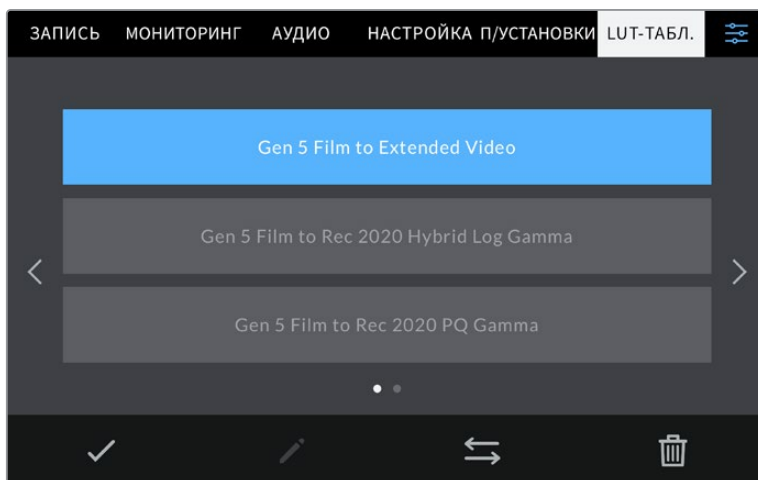 ЗАПИСЬ МОНИТОРИНГ АУДИО НАСТРОЙКА П/УСТАНОВКИ LUT-ТАБЛ.
Gen 5 Film to Extended Video
Gen 5 Film to Rec 2020 Hybrid Log Gamma
Gen 5 Film to Rec 2020 PQ Gamma